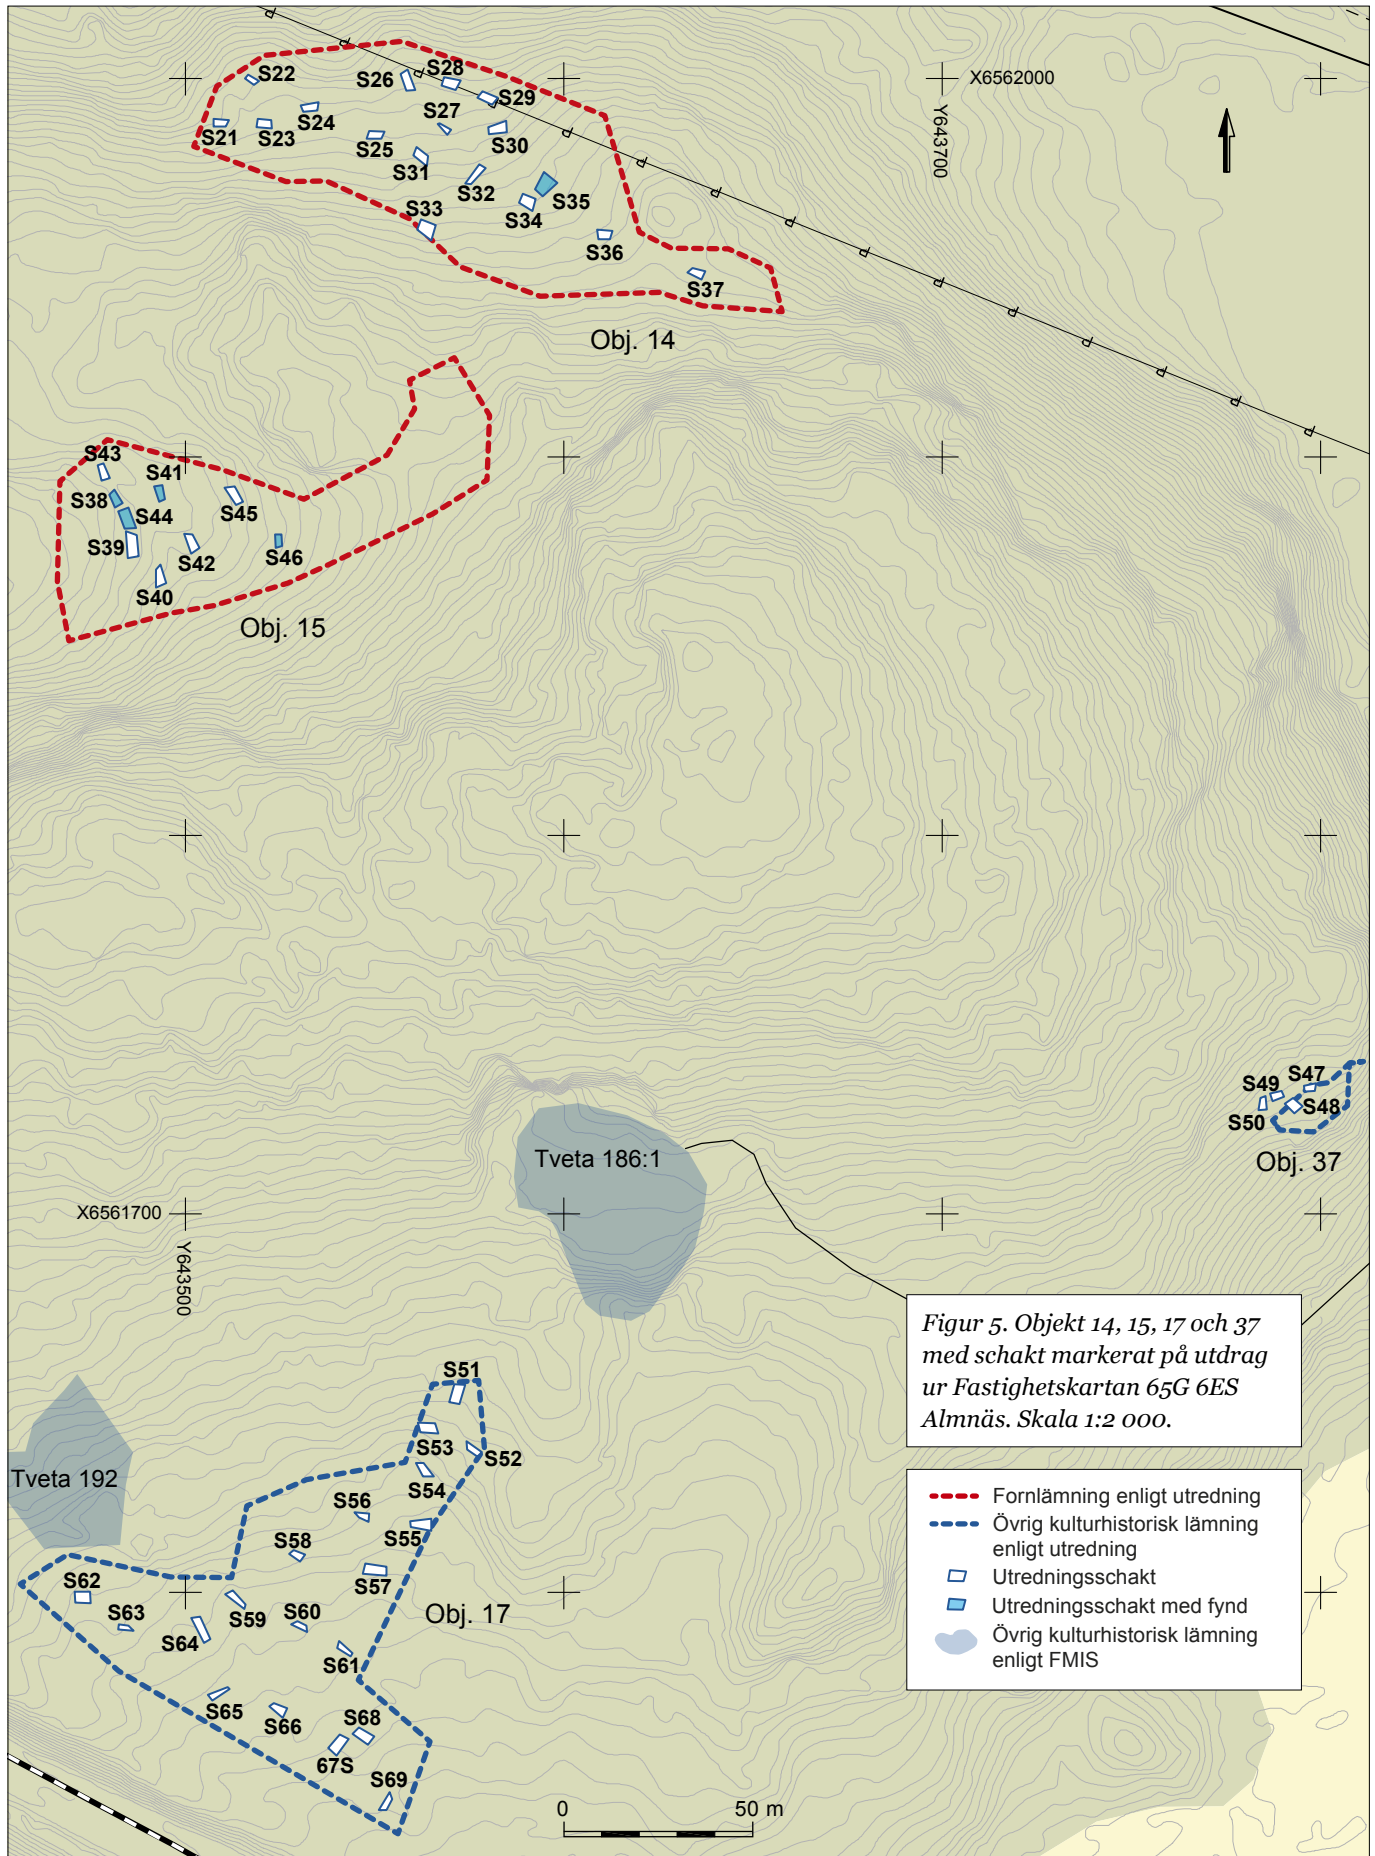 S22
S26
S28
S29
X6562000
S24
S27
S21
S23
S25
S30
Y643700
S31
S32
S35
S33
S34
S36
S37
Obj. 14
S43
S41
S38
S44
S45
S39
S42
S46
S40
Obj. 15
S47
S49
S48
S50
Obj. 37
Tveta 186:1
X6561700
Y643500
Figur 5. Objekt 14, 15, 17 och 37
med schakt markerat på utdrag
ur Fastighetskartan 65G 6ES
Almnäs. Skala 1:2 000.
S51
S53
S52
Tveta 192
S54
S56
S55
S58
S57
S62
S63
S59
S60
Obj. 17
S64
S61
S65
S66
S68
67S
S69
Fornlämning enligt utredning
Övrig kulturhistorisk lämning
enligt utredning
Utredningsschakt
Utredningsschakt med fynd
Övrig kulturhistorisk lämning
enligt FMIS
0 50 m